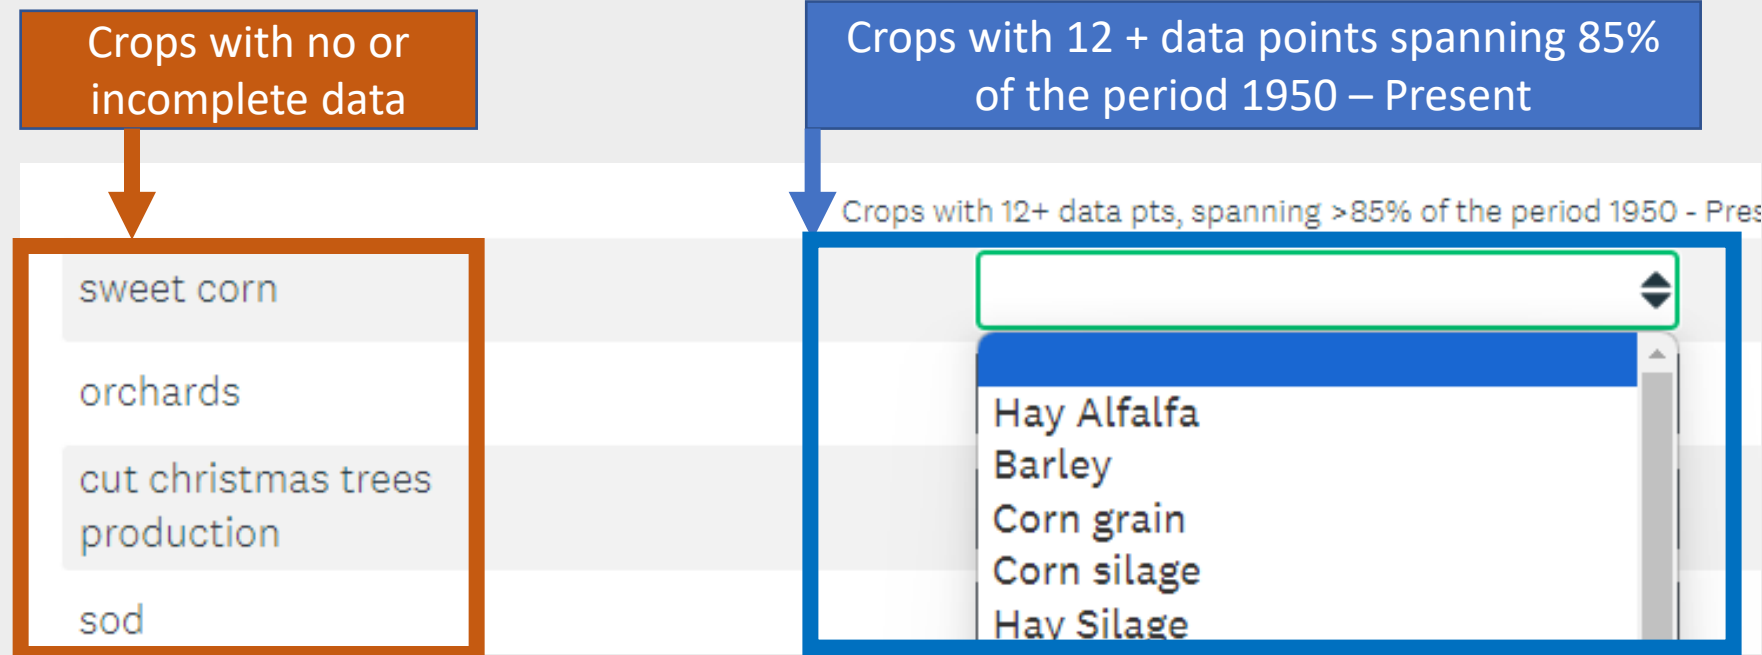 Crops with no or
incomplete data
Crops with 12 + data points spanning 85%
of the period 1950 – Present
Crops with 12+ data pts, spanning >85% of the period 1950 - Pres
sweet corn
orchards
cut christmas trees
production
sod
Hay Alfalfa
Barley
Corn grain
Corn silage
Hay Silage